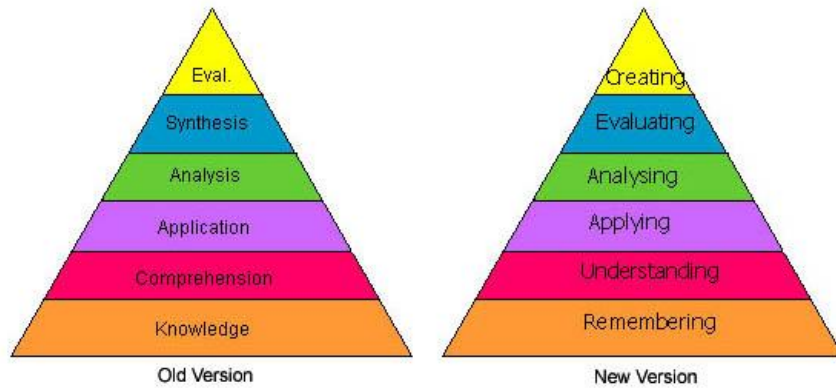 Eval.
Synthesis
Analysis
Application
Comprehension
Knowledge
Old Version
Creating
Evaluating
Analysing
Applying
Understanding
Remembering
New Version